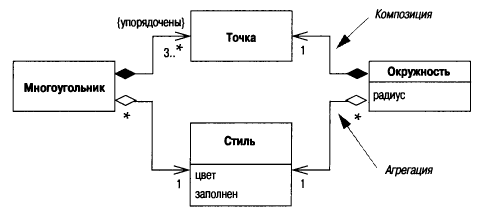 {упорядочены}
Точка
Композиция
3..*
1
Многоугольник
Окружность
радиус
*
*
Стиль
цвет
заполнен
1
1
Агрегация